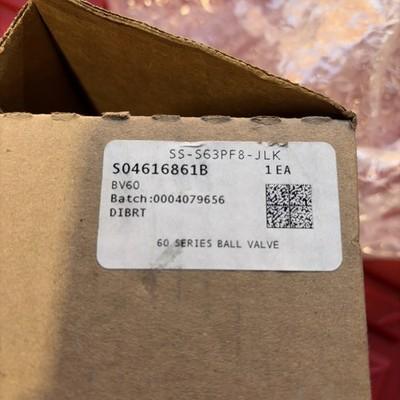 SS-S63PF8-JLK
S04616861B 1 EA
BV60
Batch:0004079656
DIBRT
60 SERIES BALL VALVE